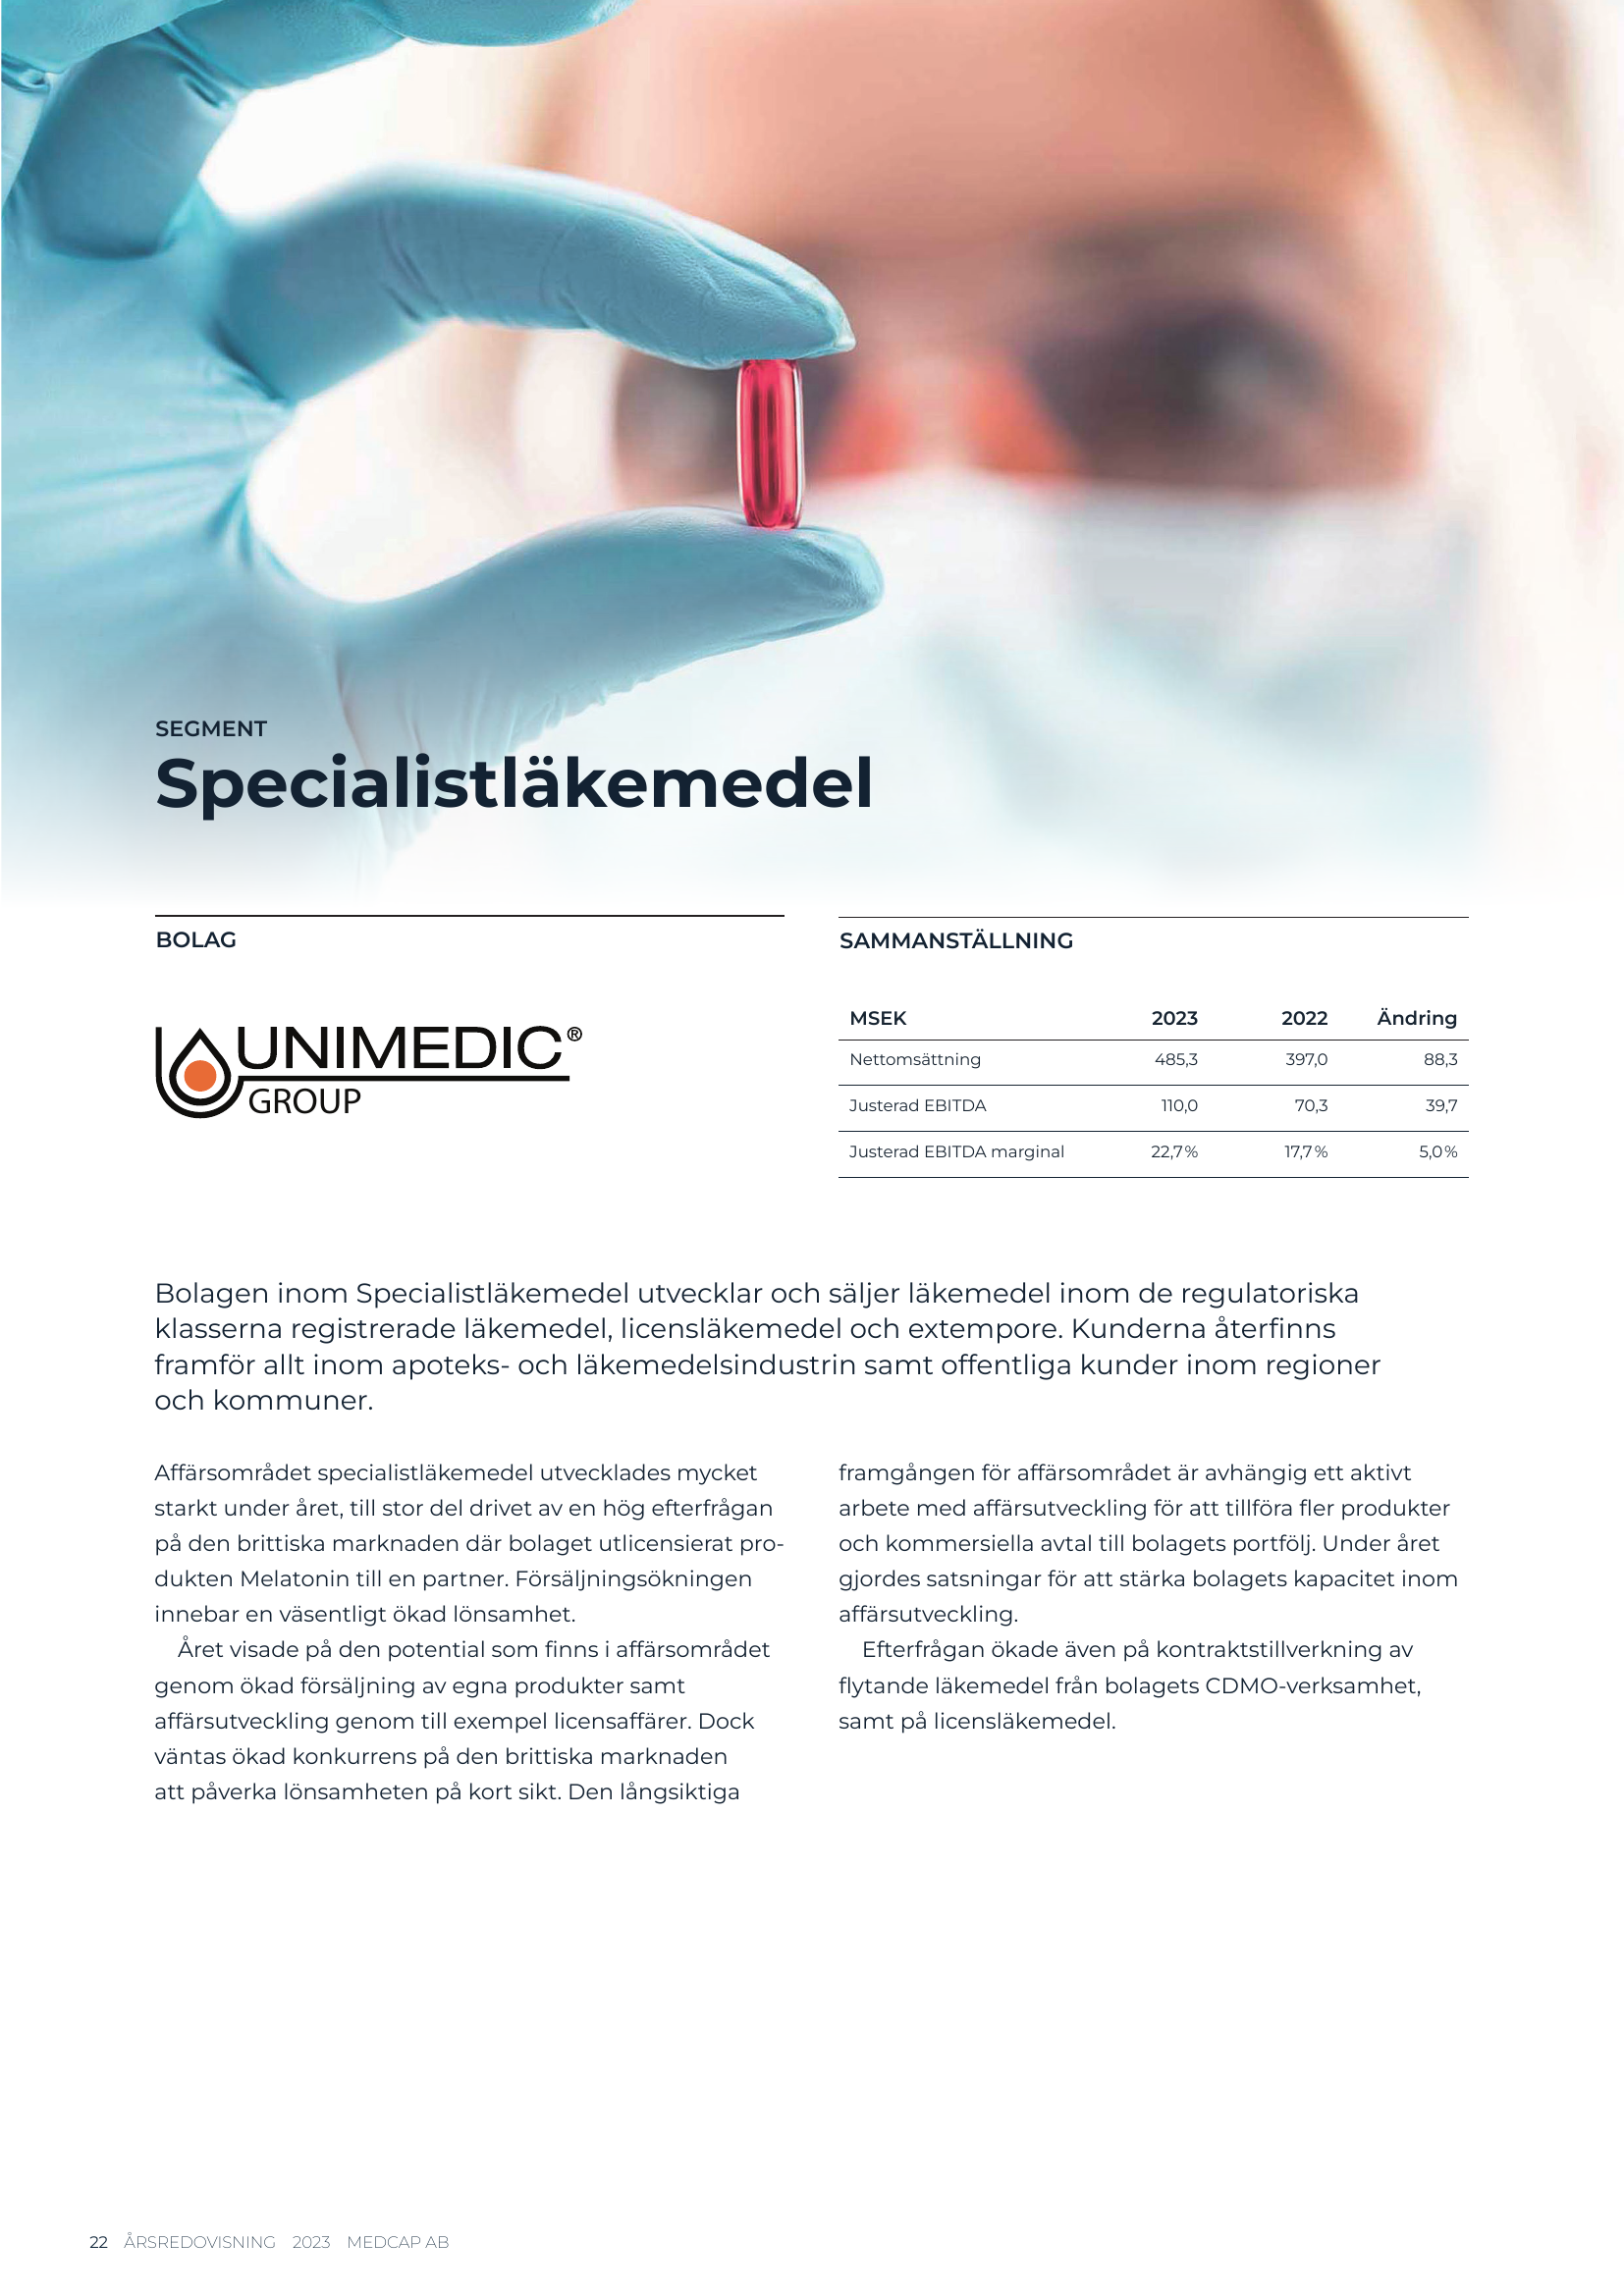 SEGMENT
Specialistläkemedel
BOLAG
UNIMEDIC®
GROUP
SAMMANSTÄLLNING
MSEK 2023 2022 Ändring
Nettomsättning 485,3 397,0 88,3
Justerad EBITDA 110,0 70,3 39,7
Justerad EBITDA marginal 22,7% 17,7% 5,0%
Bolagen inom Specialistläkemedel utvecklar och säljer läkemedel inom de regulatoriska
klasserna registrerade läkemedel, licensläkemedel och extempore. Kunderna återfinns
framför allt inom apoteks- och läkemedelsindustrin samt offentliga kunder inom regioner
och kommuner.
Affärsområdet specialistläkemedel utvecklades mycket
starkt under året, till stor del drivet av en hög efterfrågan
på den brittiska marknaden där bolaget utlicensierat pro-
dukten Melatonin till en partner. Försäljningsökningen
innebar en väsentligt ökad lönsamhet.
Året visade på den potential som finns i affärsområdet
genom ökad försäljning av egna produkter samt
affärsutveckling genom till exempel licensaffärer. Dock
väntas ökad konkurrens på den brittiska marknaden
att påverka lönsamheten på kort sikt. Den långsiktiga
framgången för affärsområdet är avhängig ett aktivt
arbete med affärsutveckling för att tillföra fler produkter
och kommersiella avtal till bolagets portfölj. Under året
gjordes satsningar för att stärka bolagets kapacitet inom
affärsutveckling.
Efterfrågan ökade även på kontraktstillverkning av
flytande läkemedel från bolagets CDMO-verksamhet,
samt på licensläkemedel.
22 ÅRSREDOVISNING 2023 MEDCAP AB